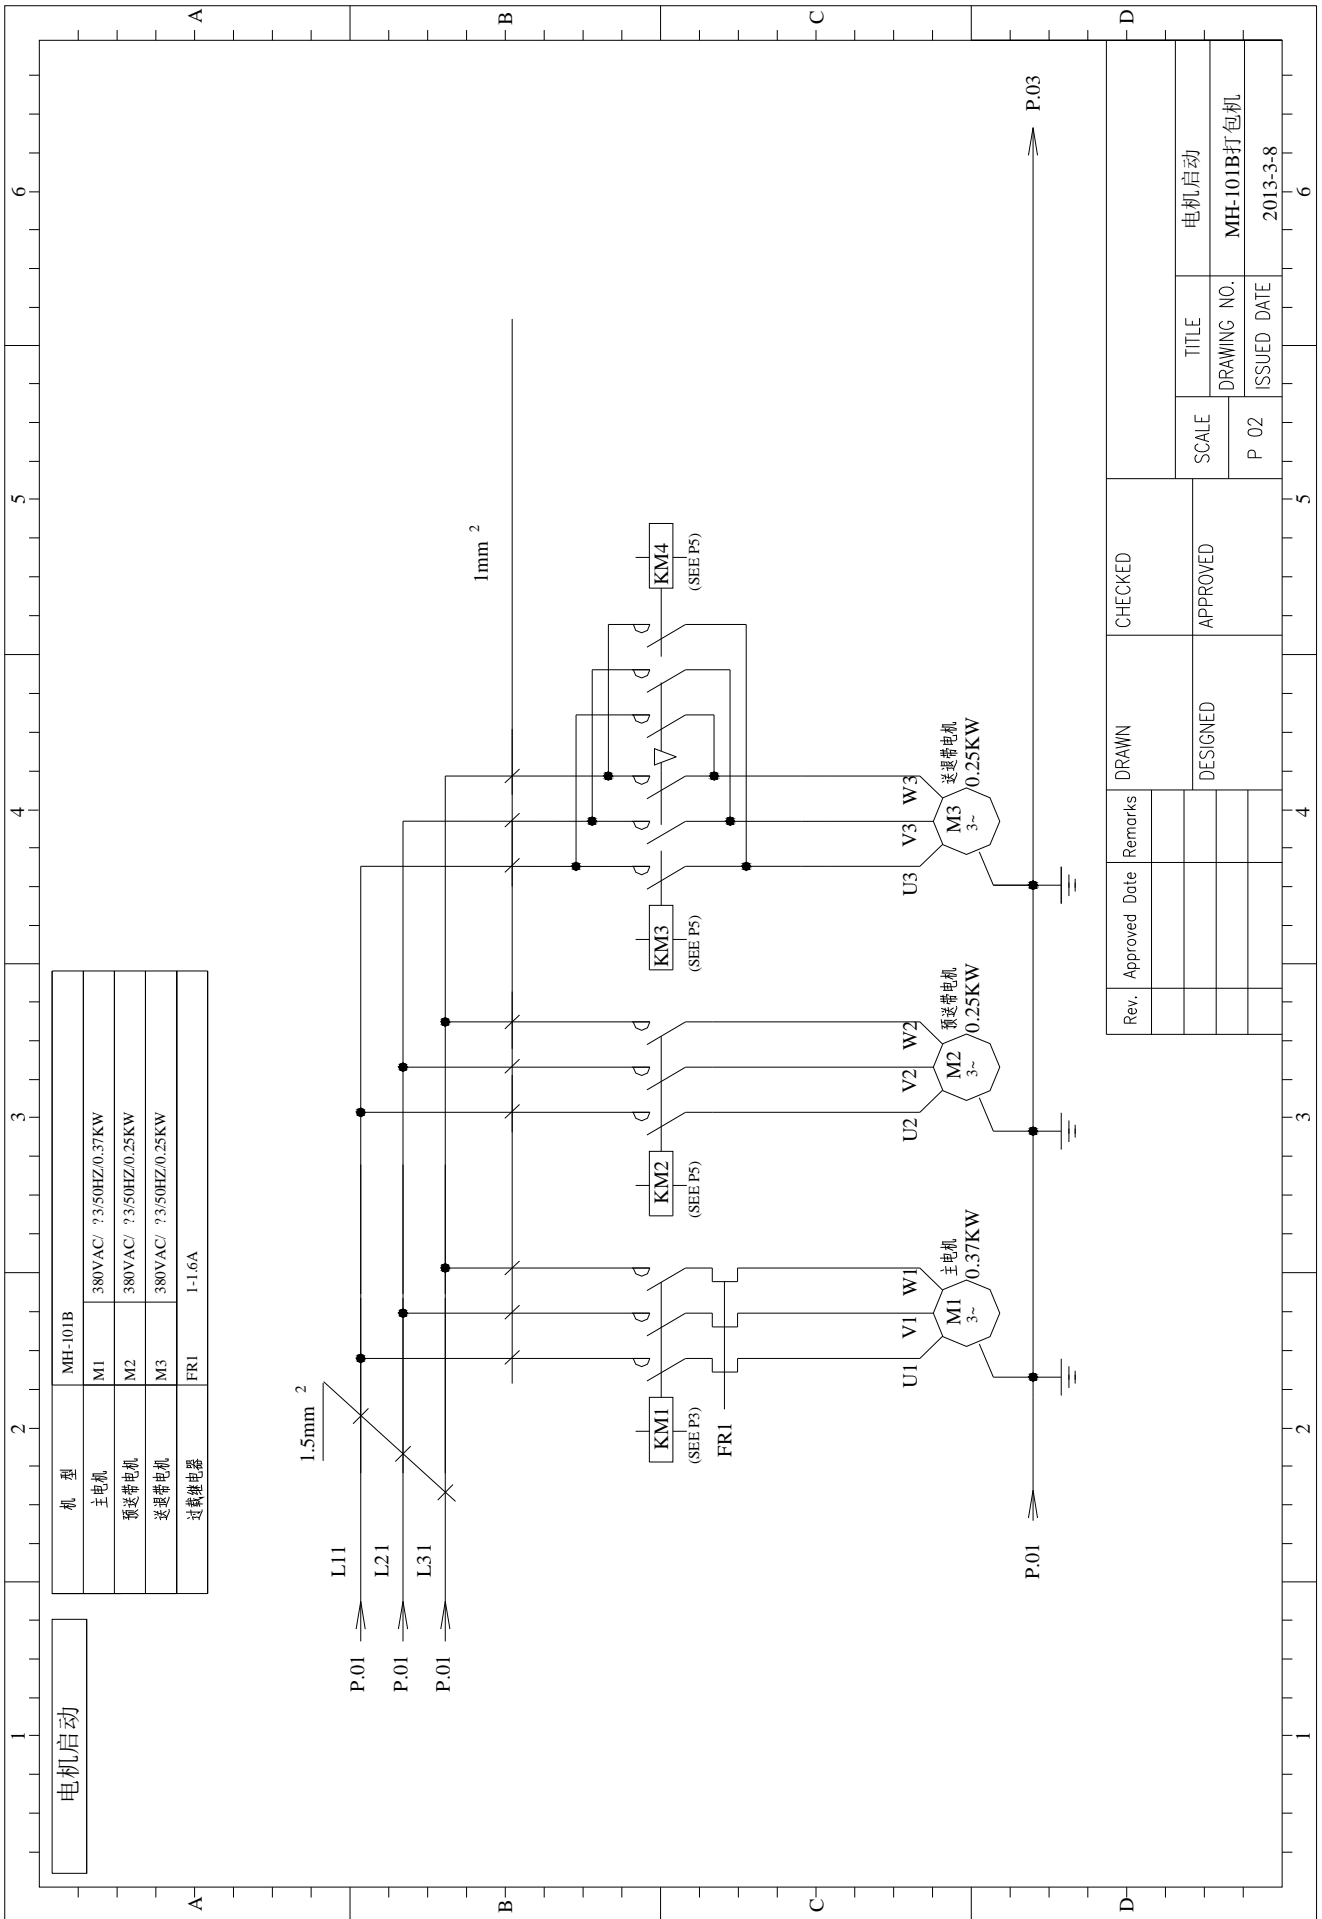 1 2 3 4 5 6
A
B
C
D
电机启动
机 型 MH-101B
主电机 M1 380VAC/ ?3/50HZ/0.37KW
预送带电机 M2 380VAC/ ?3/50HZ/0.25KW
送退带电机 M3 380VAC/ ?3/50HZ/0.25KW
过载继电器 FR1 1-1.6A
1.5mm 2
P.01 L11
P.01 L21
P.01 L31
1mm 2
KM1
(SEE P3)
FR1
KM2
(SEE P5)
KM3
(SEE P5)
KM4
(SEE P5)
U1 V1 W1
M1
3~
主电机
0.37KW
U2 V2 W2
M2
3~
预送带电机
0.25KW
U3 V3 W3
M3
3~
送退带电机
0.25KW
P.01
P.03
Rev. Approved Date Remarks
DRAWN
CHECKED
DESIGNED
APPROVED
SCALE
P 02
TITLE 电机启动
DRAWING NO. MH-101B打包机
ISSUED DATE 2013-3-8
A
B
C
D
1 2 3 4 5 6